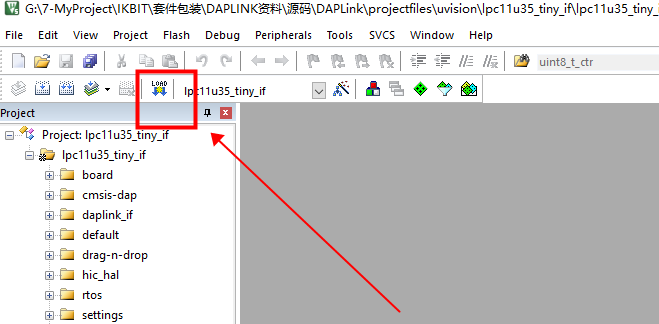 G:\7-MyProject\IKBIT\套件包装\DAPLINK资料\源码\DAPLink\projectfiles\uvision\lpc11u35_tiny_if\lpc11u35_tiny_i
File Edit View Project Flash Debug Peripherals Tools SVCS Window Help
uint8_t_ctr
LOAD
lpc11u35_tiny_if
Project
Project: lpc11u35_tiny_if
lpc11u35_tiny_if
board
cmsis-dap
daplink_if
default
drag-n-drop
hic_hal
rtos
settings